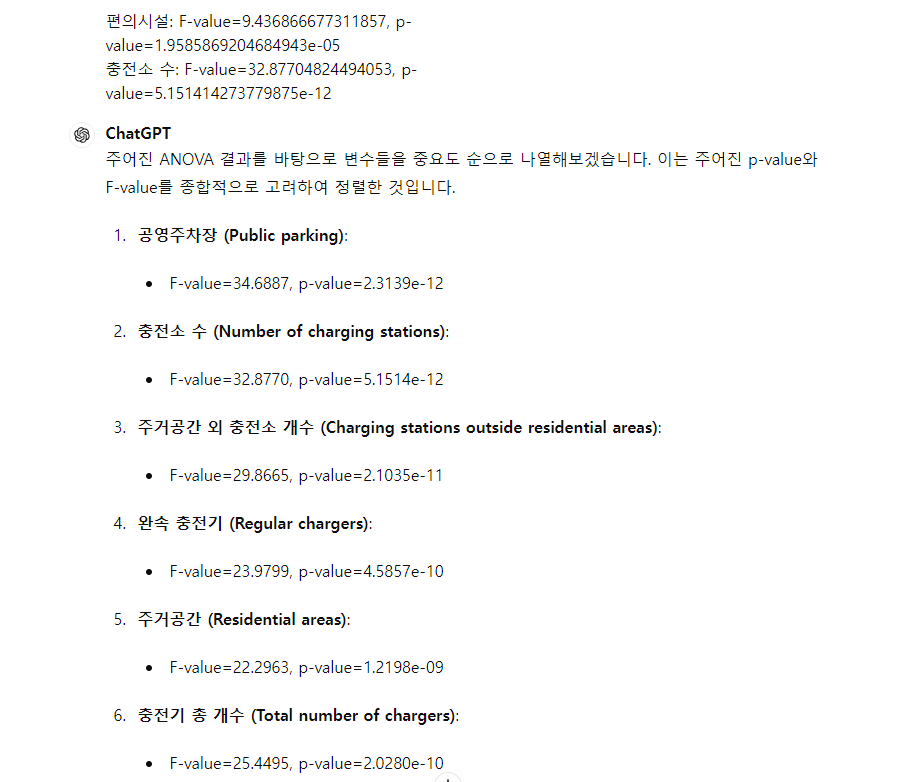 편의시설: F-value=9.436866677311857, p-
value=1.9585869204684943e-05
충전소 수: F-value=32.87704824494053, p-
value=5.151414273779875e-12
ChatGPT
주어진 ANOVA 결과를 바탕으로 변수들을 중요도 순으로 나열해보겠습니다. 이는 주어진 p-value와
F-value를 종합적으로 고려하여 정렬한 것입니다.
1. 공영주차장 (Public parking):
• F-value=34.6887, p-value=2.3139e-12
2. 충전소 수 (Number of charging stations):
• F-value=32.8770, p-value=5.1514e-12
3. 주거공간 외 충전소 개수 (Charging stations outside residential areas):
• F-value=29.8665, p-value=2.1035e-11
4. 완속 충전기 (Regular chargers):
• F-value=23.9799, p-value=4.5857e-10
5. 주거공간 (Residential areas):
• F-value=22.2963, p-value=1.2198e-09
6. 충전기 총 개수 (Total number of chargers):
• F-value=25.4495, p-value=2.0280e-10